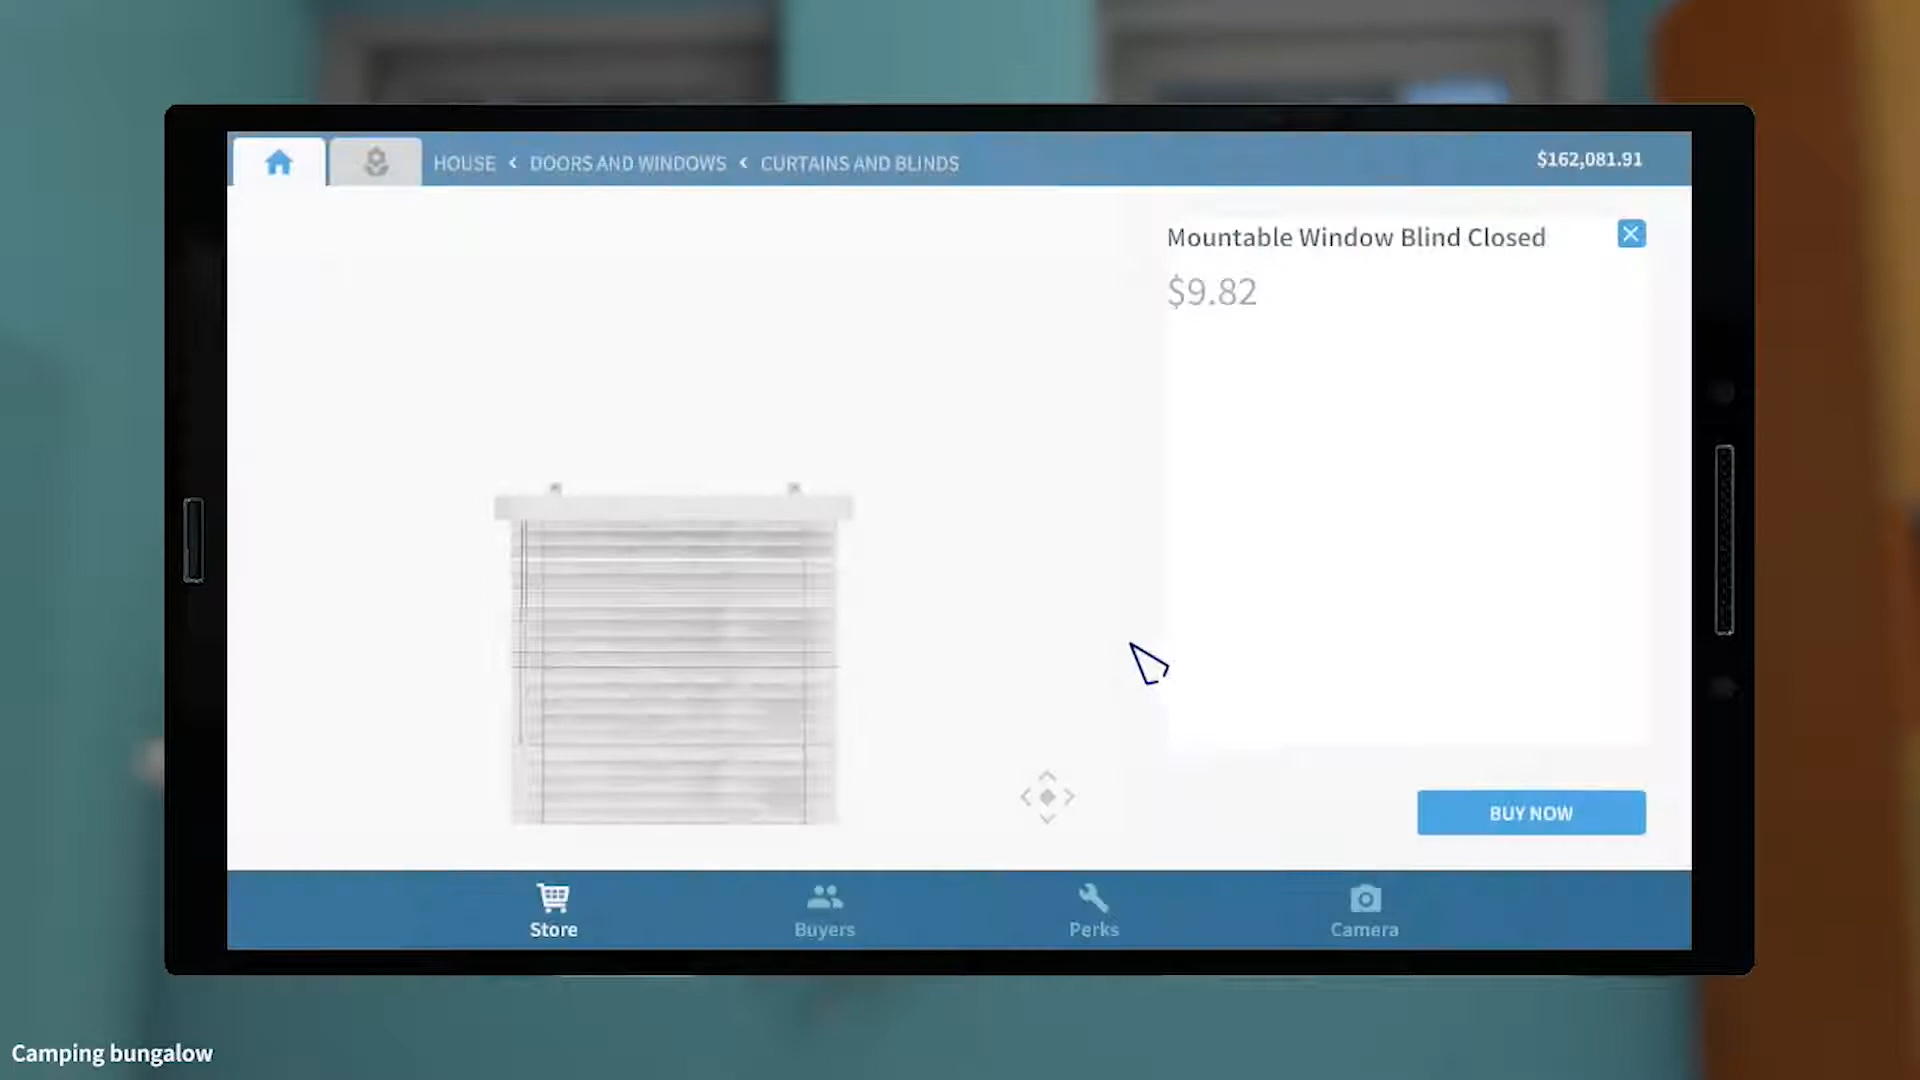 HOUSE < DOORS AND WINDOWS < CURTAINS AND BLINDS
$162,081.91
Mountable Window Blind Closed
$9.82
BUY NOW
Store
Buyers
Perks
Camera
Camping bungalow